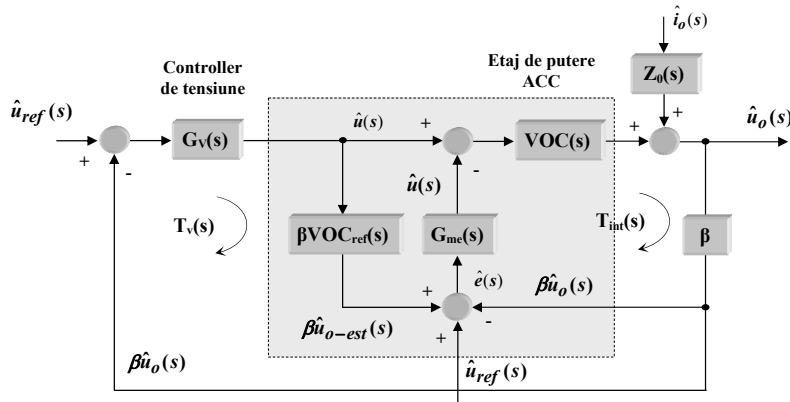 î_o(s)
Etaj de putere
ACC
Controller
de tensiune
Z₀(s)
û_ref(s)
+
+
û_o(s)
G_V(s)
û(s)
+
VOC(s)
+
-
-
û(s)
T_v(s)
βVOC_ref(s)
G_me(s)
T_int(s)
β
ê(s)
βû_o(s)
+
-
βû_o-est(s)
+
βû_o(s)
û_ref(s)